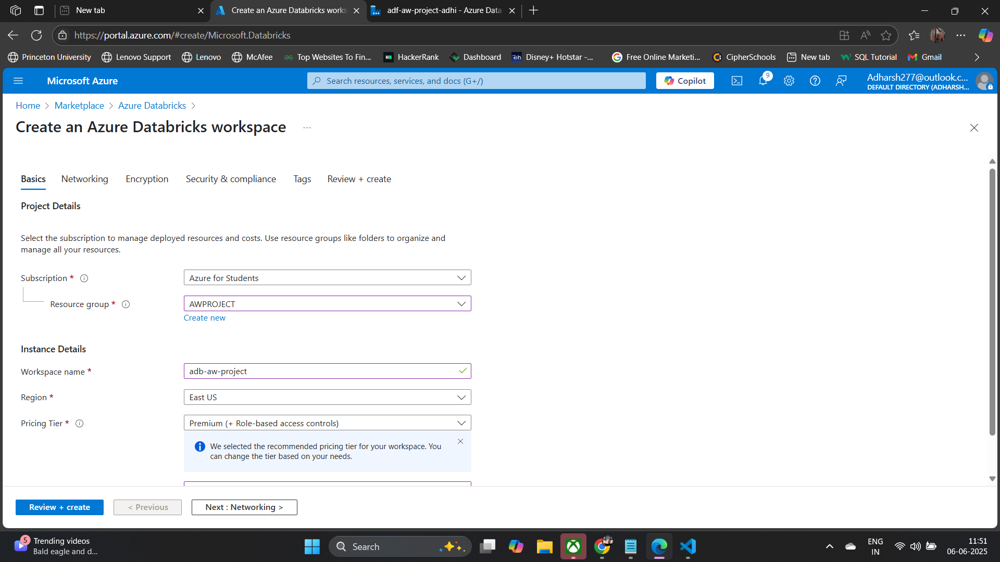 New tab
Create an Azure Databricks works
adf-aw-project-adhi - Azure Data
https://portal.azure.com/#create/Microsoft.Databricks
Princeton University
Lenovo Support
Lenovo
McAfee
Top Websites To Fin...
HackerRank
Dashboard
Disney+ Hotstar -...
Free Online Marketi...
CipherSchools
New tab
SQL Tutorial
Gmail
Microsoft Azure
Search resources, services, and docs (G+/)
Copilot
9
Adharsh277@outlook.c...
DEFAULT DIRECTORY (ADHARSH...
Home > Marketplace > Azure Databricks >
Create an Azure Databricks workspace ...
Basics
Networking
Encryption
Security & compliance
Tags
Review + create
Project Details
Select the subscription to manage deployed resources and costs. Use resource groups like folders to organize and
manage all your resources.
Subscription *
Azure for Students
Resource group *
AWPROJECT
Create new
Instance Details
Workspace name *
adb-aw-project
Region *
East US
Pricing Tier *
Premium (+ Role-based access controls)
We selected the recommended pricing tier for your workspace. You
can change the tier based on your needs.
Review + create
< Previous
Next : Networking >
5
Trending videos
Bald eagle and d...
Search
ENG
IN
11:51
06-06-2025